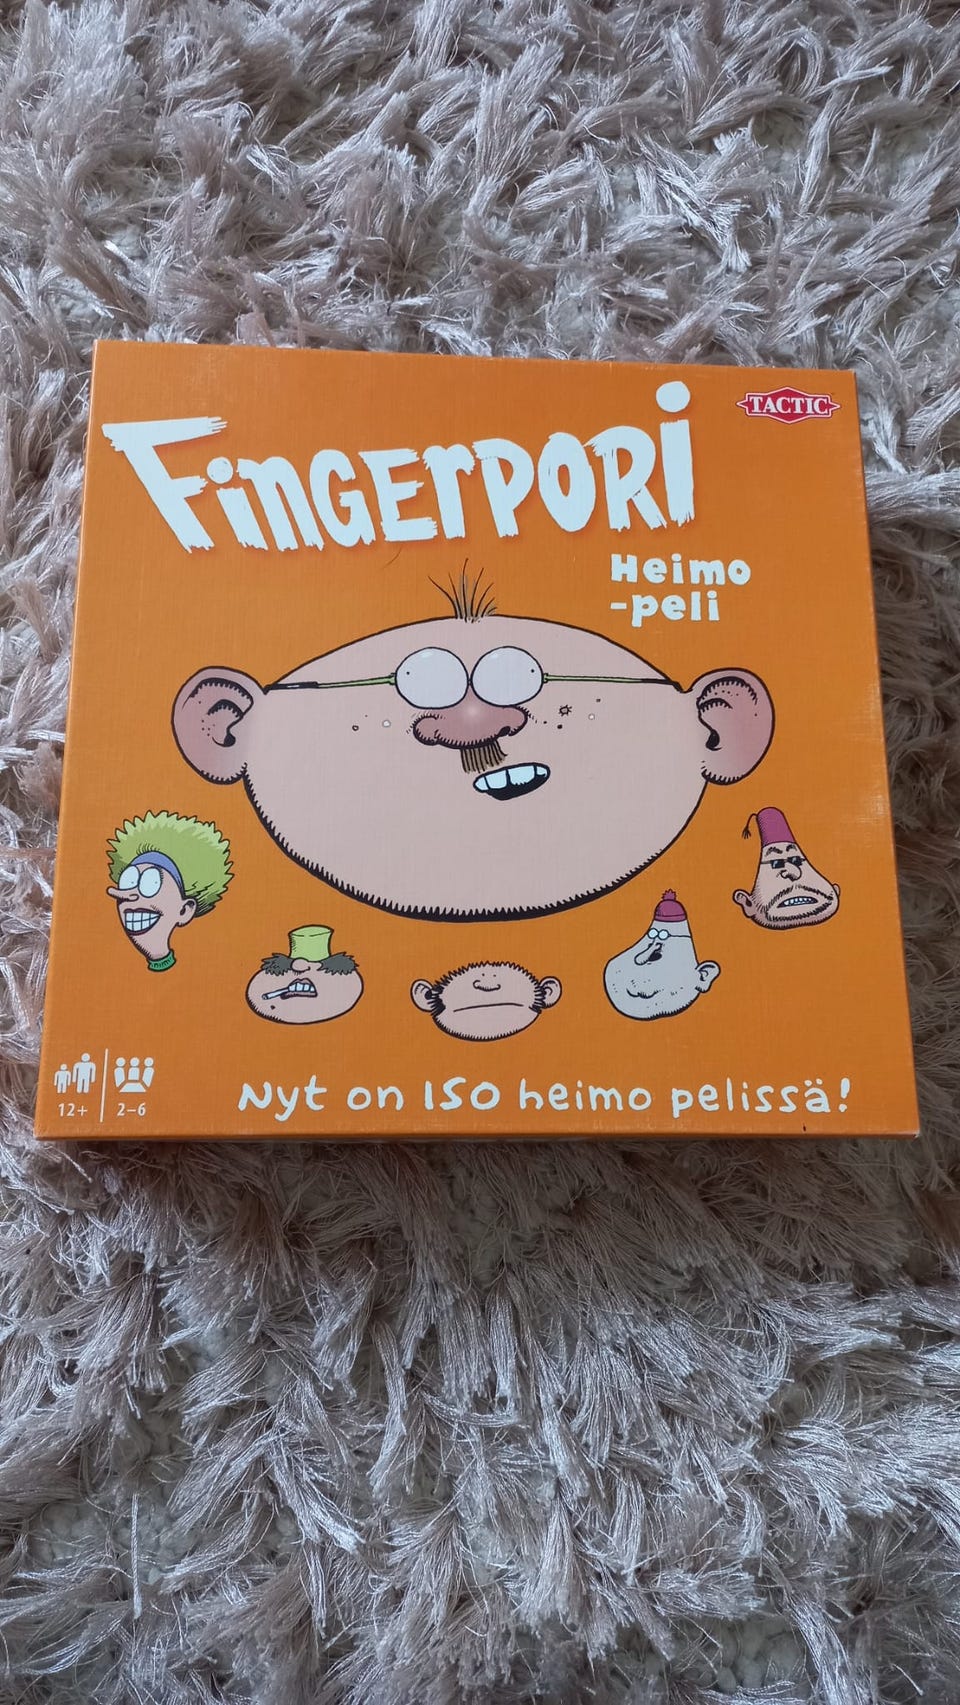 FinGErPORi
TACTIC
Heimo
-peli
12+
2-6
Nyt on ISO heimo pelissä!